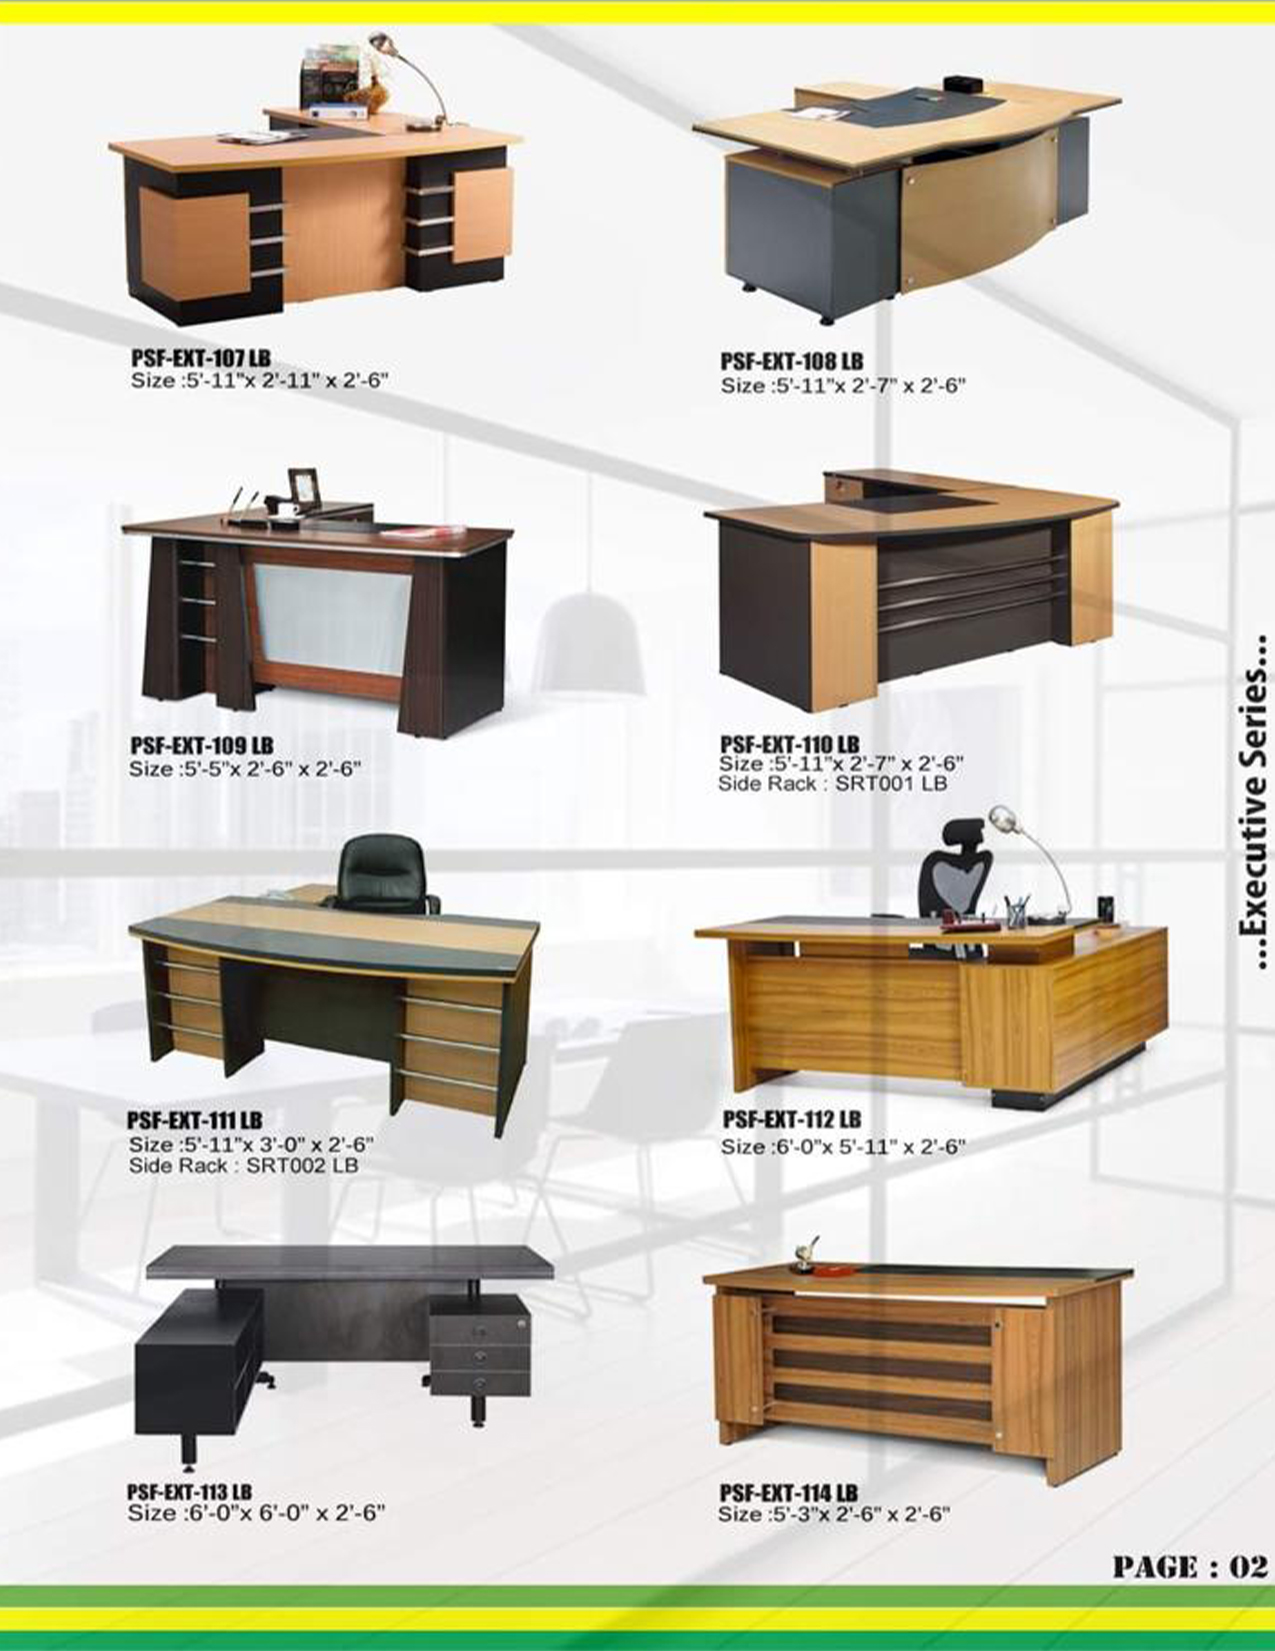 PSF-EXT-107 LB
Size :5'-11"x 2'-11" x 2'-6"
PSF-EXT-108 LB
Size :5'-11"x 2'-7" x 2'-6"
PSF-EXT-109 LB
Size :5'-5"x 2'-6" x 2'-6"
PSF-EXT-110 LB
Size :5'-11"x 2'-7" x 2'-6"
Side Rack : SRT001 LB
PSF-EXT-111 LB
Size :5'-11"x 3'-0" x 2'-6"
Side Rack : SRT002 LB
PSF-EXT-112 LB
Size :6'-0"x 5'-11" x 2'-6"
PSF-EXT-113 LB
Size :6'-0"x 6'-0" x 2'-6"
PSF-EXT-114 LB
Size :5'-3"x 2'-6" x 2'-6"
...Executive Series...
PAGE : 02